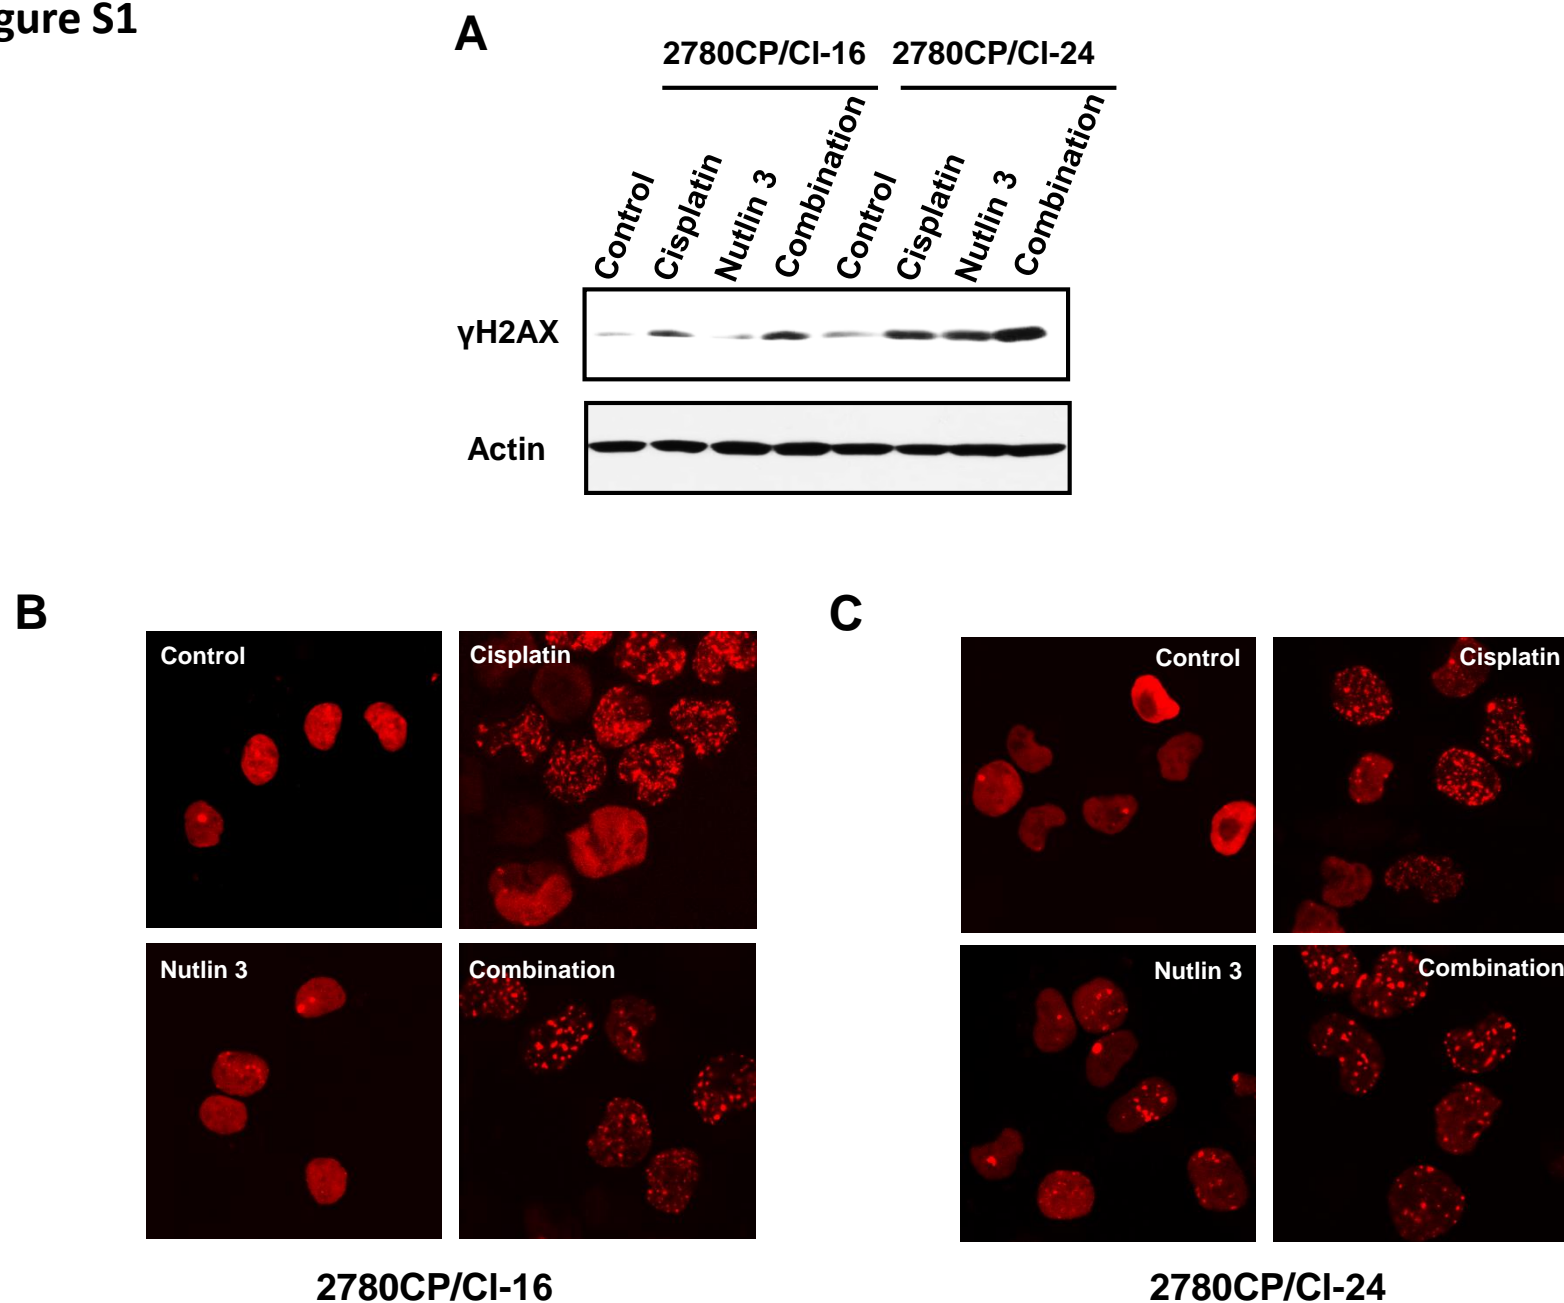 gure S1
A
2780CP/Cl-16 2780CP/Cl-24
Control Cisplatin Nutlin 3 Combination Control Cisplatin Nutlin 3 Combination
γH2AX
Actin
B
C
Control
Cisplatin
Control
Cisplatin
Nutlin 3
Combination
Nutlin 3
Combination
2780CP/Cl-16
2780CP/Cl-24